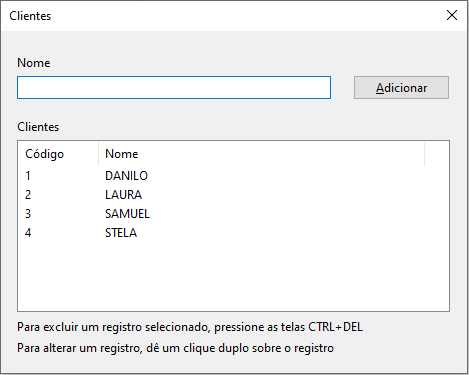 Clientes
Nome
Adicionar
Clientes
Código Nome
1 DANILO
2 LAURA
3 SAMUEL
4 STELA
Para excluir um registro selecionado, pressione as telas CTRL+DEL
Para alterar um registro, dê um clique duplo sobre o registro